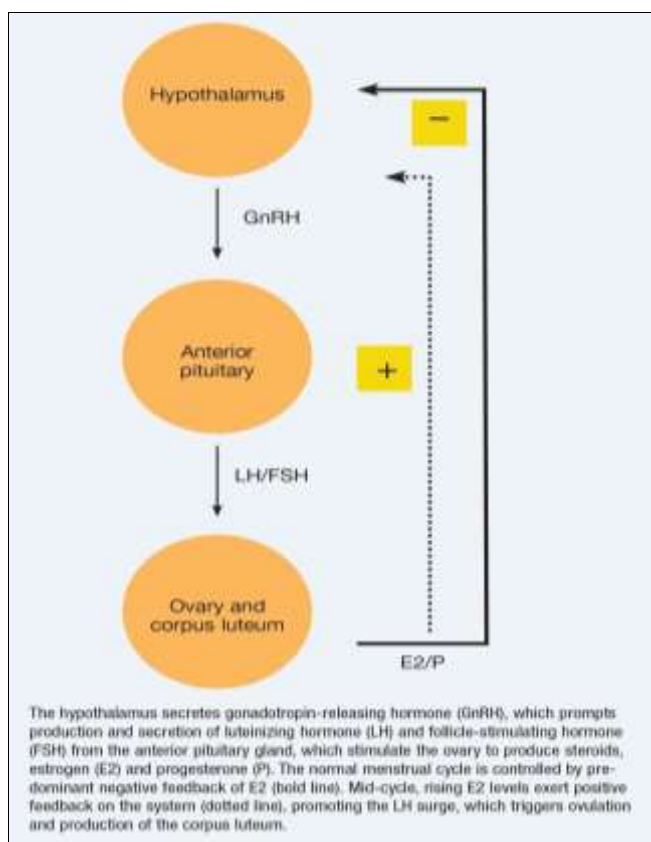 Hypothalamus
−
GnRH
Anterior
pituitary
+
LH/FSH
Ovary and
corpus luteum
E2/P
The hypothalamus secretes gonadotropin-releasing hormone (GnRH), which prompts
production and secretion of luteinizing hormone (LH) and follicle-stimulating hormone
(FSH) from the anterior pituitary gland, which stimulate the ovary to produce steroids,
estrogen (E2) and progesterone (P). The normal menstrual cycle is controlled by pre-
dominant negative feedback of E2 (bold line). Mid-cycle, rising E2 levels exert positive
feedback on the system (dotted line), promoting the LH surge, which triggers ovulation
and production of the corpus luteum.